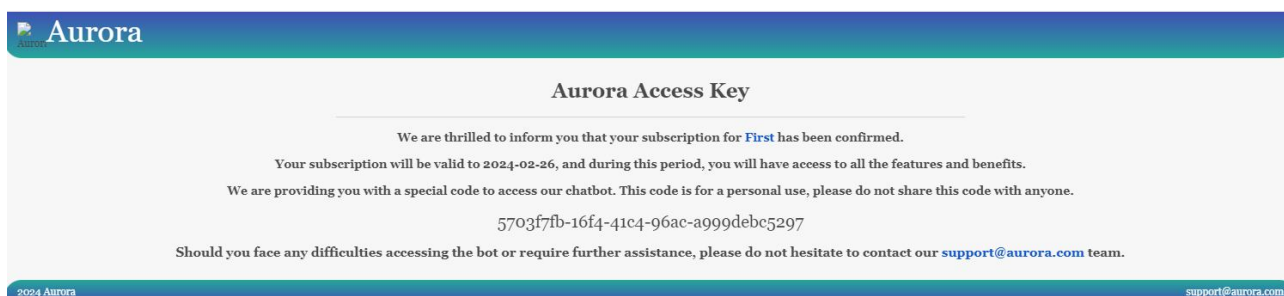 Aurora
Aurora Access Key
We are thrilled to inform you that your subscription for First has been confirmed.
Your subscription will be valid to 2024-02-26, and during this period, you will have access to all the features and benefits.
We are providing you with a special code to access our chatbot. This code is for a personal use, please do not share this code with anyone.
5703f7fb-16f4-41c4-96ac-a999debc5297
Should you face any difficulties accessing the bot or require further assistance, please do not hesitate to contact our support@aurora.com team.
2024 Aurora
support@aurora.com